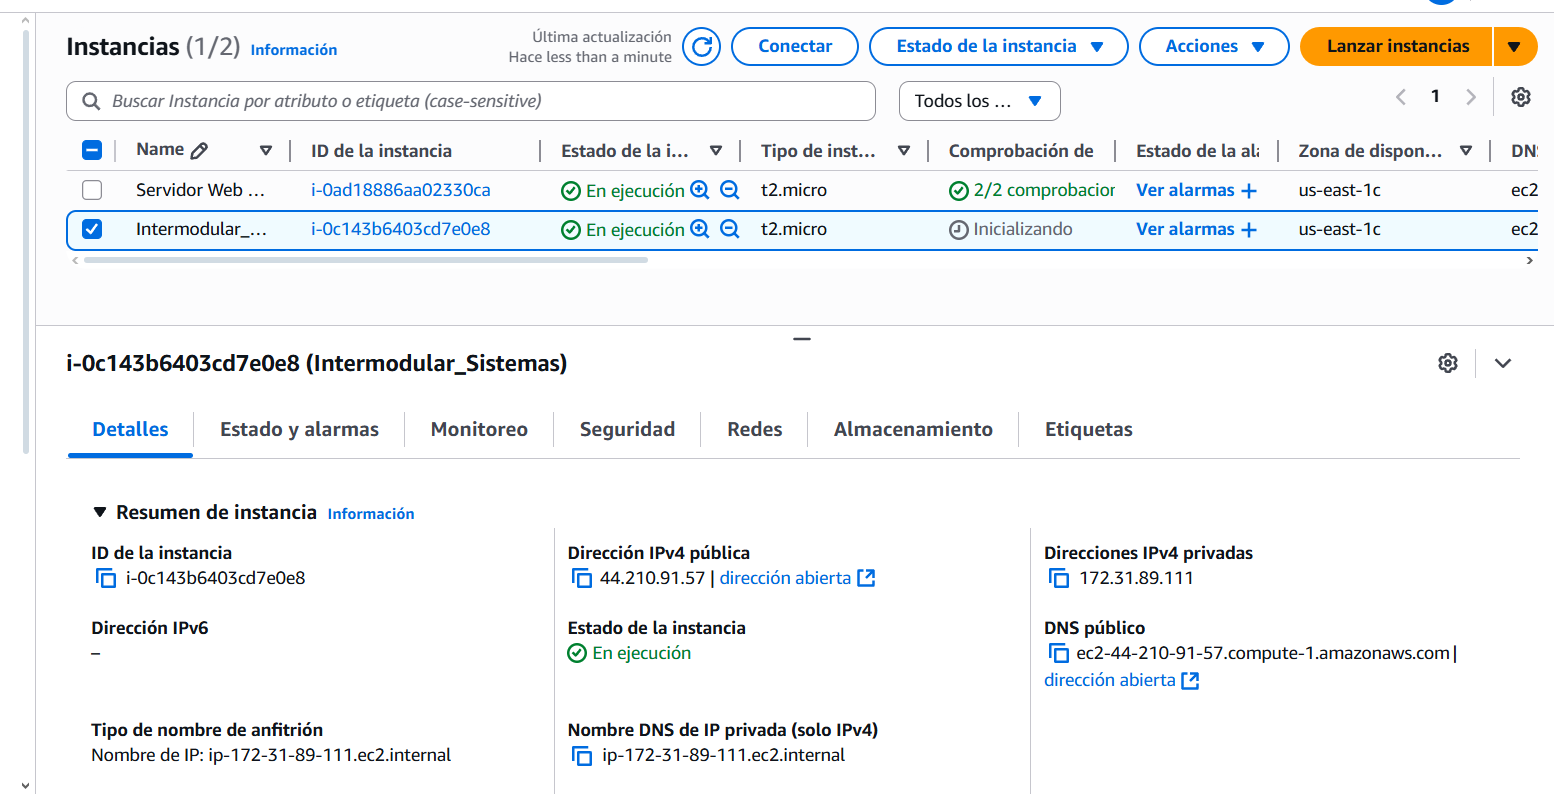 Instancias (1/2) Información
Última actualización
Hace less than a minute
Conectar
Estado de la instancia
Acciones
Lanzar instancias
Buscar Instancia por atributo o etiqueta (case-sensitive)
Todos los ...
1
Name ID de la instancia Estado de la i... Tipo de inst... Comprobación de Estado de la ala Zona de dispon... DNS
Servidor Web ... i-0ad18886aa02330ca En ejecución t2.micro 2/2 comprobacion Ver alarmas + us-east-1c ec2
Intermodular_... i-0c143b6403cd7e0e8 En ejecución t2.micro Inicializando Ver alarmas + us-east-1c ec2
i-0c143b6403cd7e0e8 (Intermodular_Sistemas)
Detalles Estado y alarmas Monitoreo Seguridad Redes Almacenamiento Etiquetas
Resumen de instancia Información
ID de la instancia
i-0c143b6403cd7e0e8
Dirección IPv4 pública
44.210.91.57 | dirección abierta
Direcciones IPv4 privadas
172.31.89.111
Dirección IPv6
–
Estado de la instancia
En ejecución
DNS público
ec2-44-210-91-57.compute-1.amazonaws.com |
dirección abierta
Tipo de nombre de anfitrión
Nombre de IP: ip-172-31-89-111.ec2.internal
Nombre DNS de IP privada (solo IPv4)
ip-172-31-89-111.ec2.internal